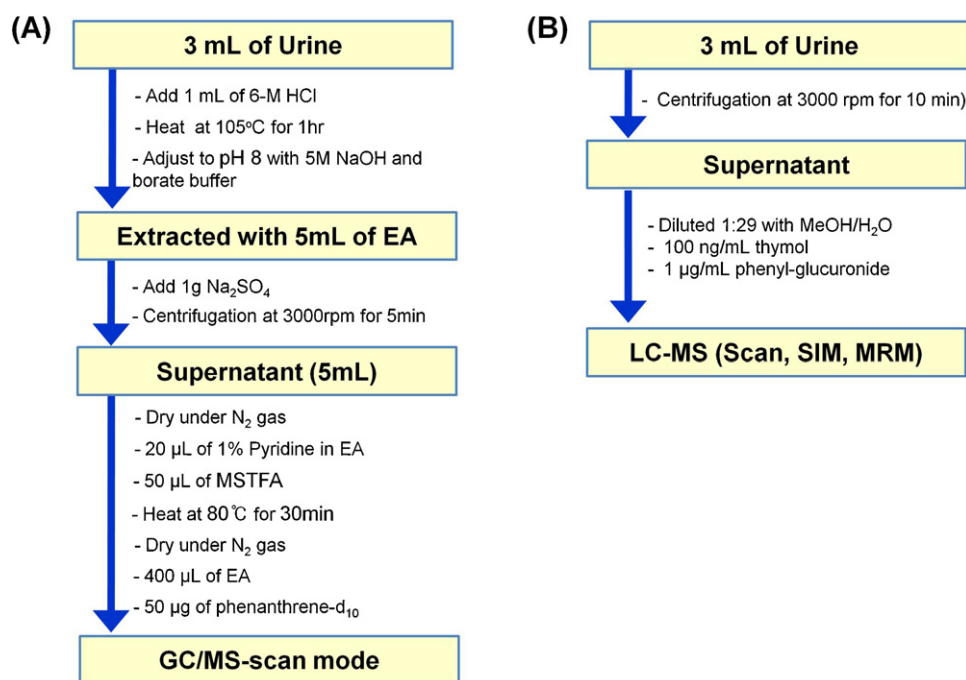 (A)
3 mL of Urine
- Add 1 mL of 6-M HCl
- Heat at 105°C for 1hr
- Adjust to pH 8 with 5M NaOH and
borate buffer
Extracted with 5mL of EA
- Add 1g Na₂SO₄
- Centrifugation at 3000rpm for 5min
Supernatant (5mL)
- Dry under N₂ gas
- 20 µL of 1% Pyridine in EA
- 50 µL of MSTFA
- Heat at 80℃ for 30min
- Dry under N₂ gas
- 400 µL of EA
- 50 µg of phenanthrene-d₁₀
GC/MS-scan mode
(B)
3 mL of Urine
- Centrifugation at 3000 rpm for 10 min)
Supernatant
- Diluted 1:29 with MeOH/H₂O
- 100 ng/mL thymol
- 1 µg/mL phenyl-glucuronide
LC-MS (Scan, SIM, MRM)